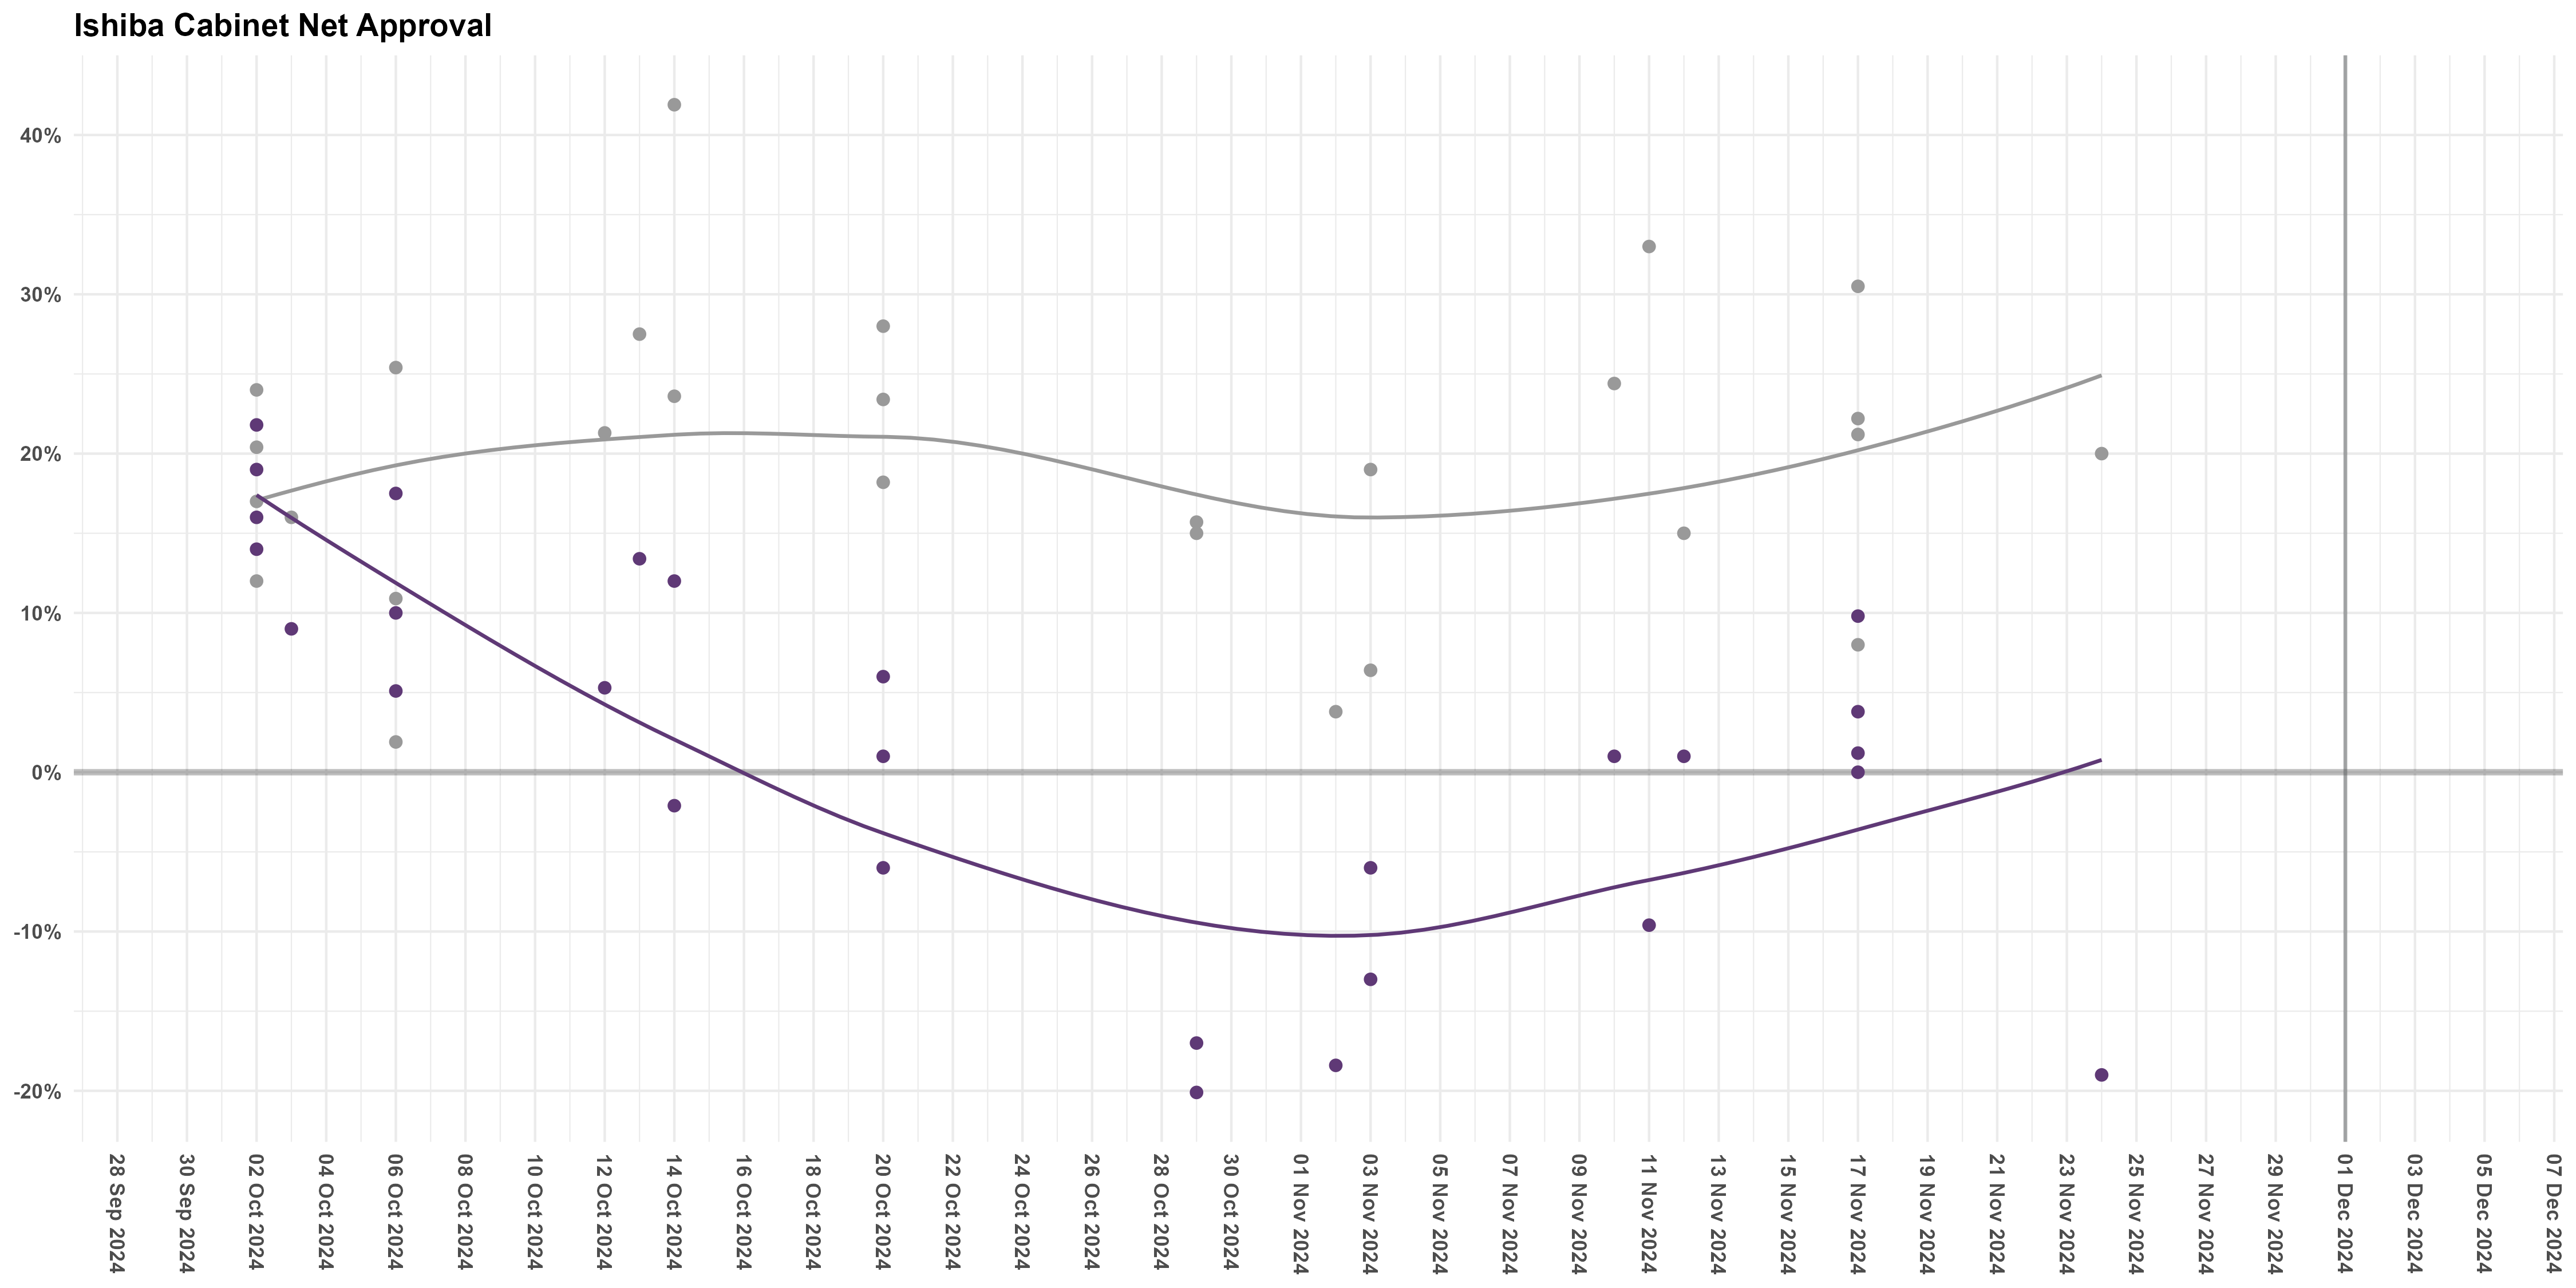 Ishiba Cabinet Net Approval
40%
30%
20%
10%
0%
-10%
-20%
28 Sep 2024
30 Sep 2024
02 Oct 2024
04 Oct 2024
06 Oct 2024
08 Oct 2024
10 Oct 2024
12 Oct 2024
14 Oct 2024
16 Oct 2024
18 Oct 2024
20 Oct 2024
22 Oct 2024
24 Oct 2024
26 Oct 2024
28 Oct 2024
30 Oct 2024
01 Nov 2024
03 Nov 2024
05 Nov 2024
07 Nov 2024
09 Nov 2024
11 Nov 2024
13 Nov 2024
15 Nov 2024
17 Nov 2024
19 Nov 2024
21 Nov 2024
23 Nov 2024
25 Nov 2024
27 Nov 2024
29 Nov 2024
01 Dec 2024
03 Dec 2024
05 Dec 2024
07 Dec 2024